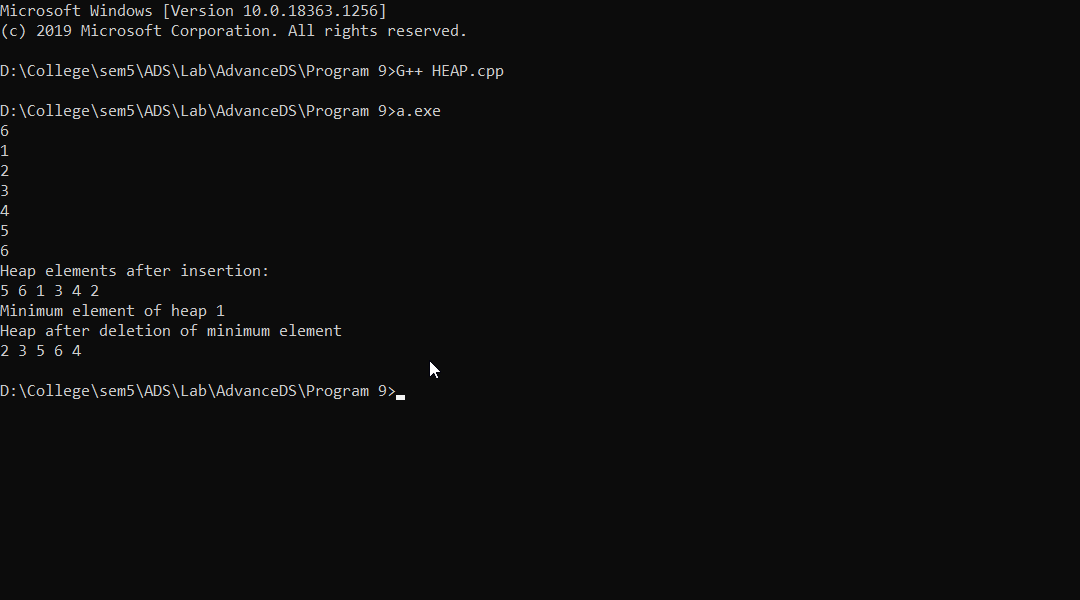 Microsoft Windows [Version 10.0.18363.1256]
(c) 2019 Microsoft Corporation. All rights reserved.
D:\College\sem5\ADS\Lab\AdvanceDS\Program 9>G++ HEAP.cpp
D:\College\sem5\ADS\Lab\AdvanceDS\Program 9>a.exe
6
1
2
3
4
5
6
Heap elements after insertion:
5 6 1 3 4 2
Minimum element of heap 1
Heap after deletion of minimum element
2 3 5 6 4
D:\College\sem5\ADS\Lab\AdvanceDS\Program 9>